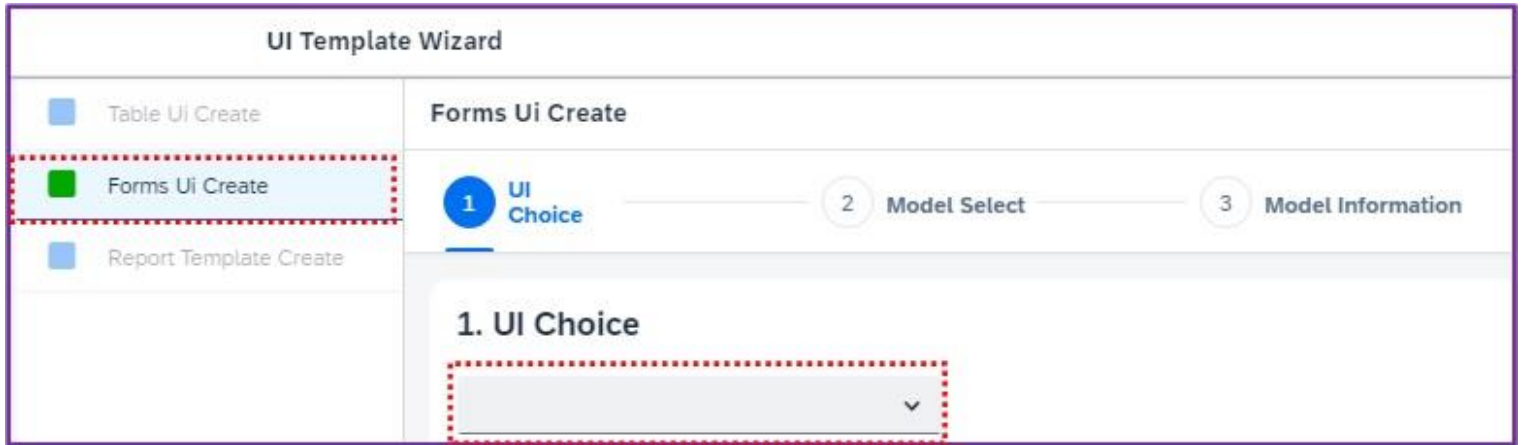 UI Template Wizard
Table Ui Create
Forms Ui Create
Report Template Create
Forms Ui Create
1
UI
Choice
2 Model Select
3 Model Information
1. UI Choice